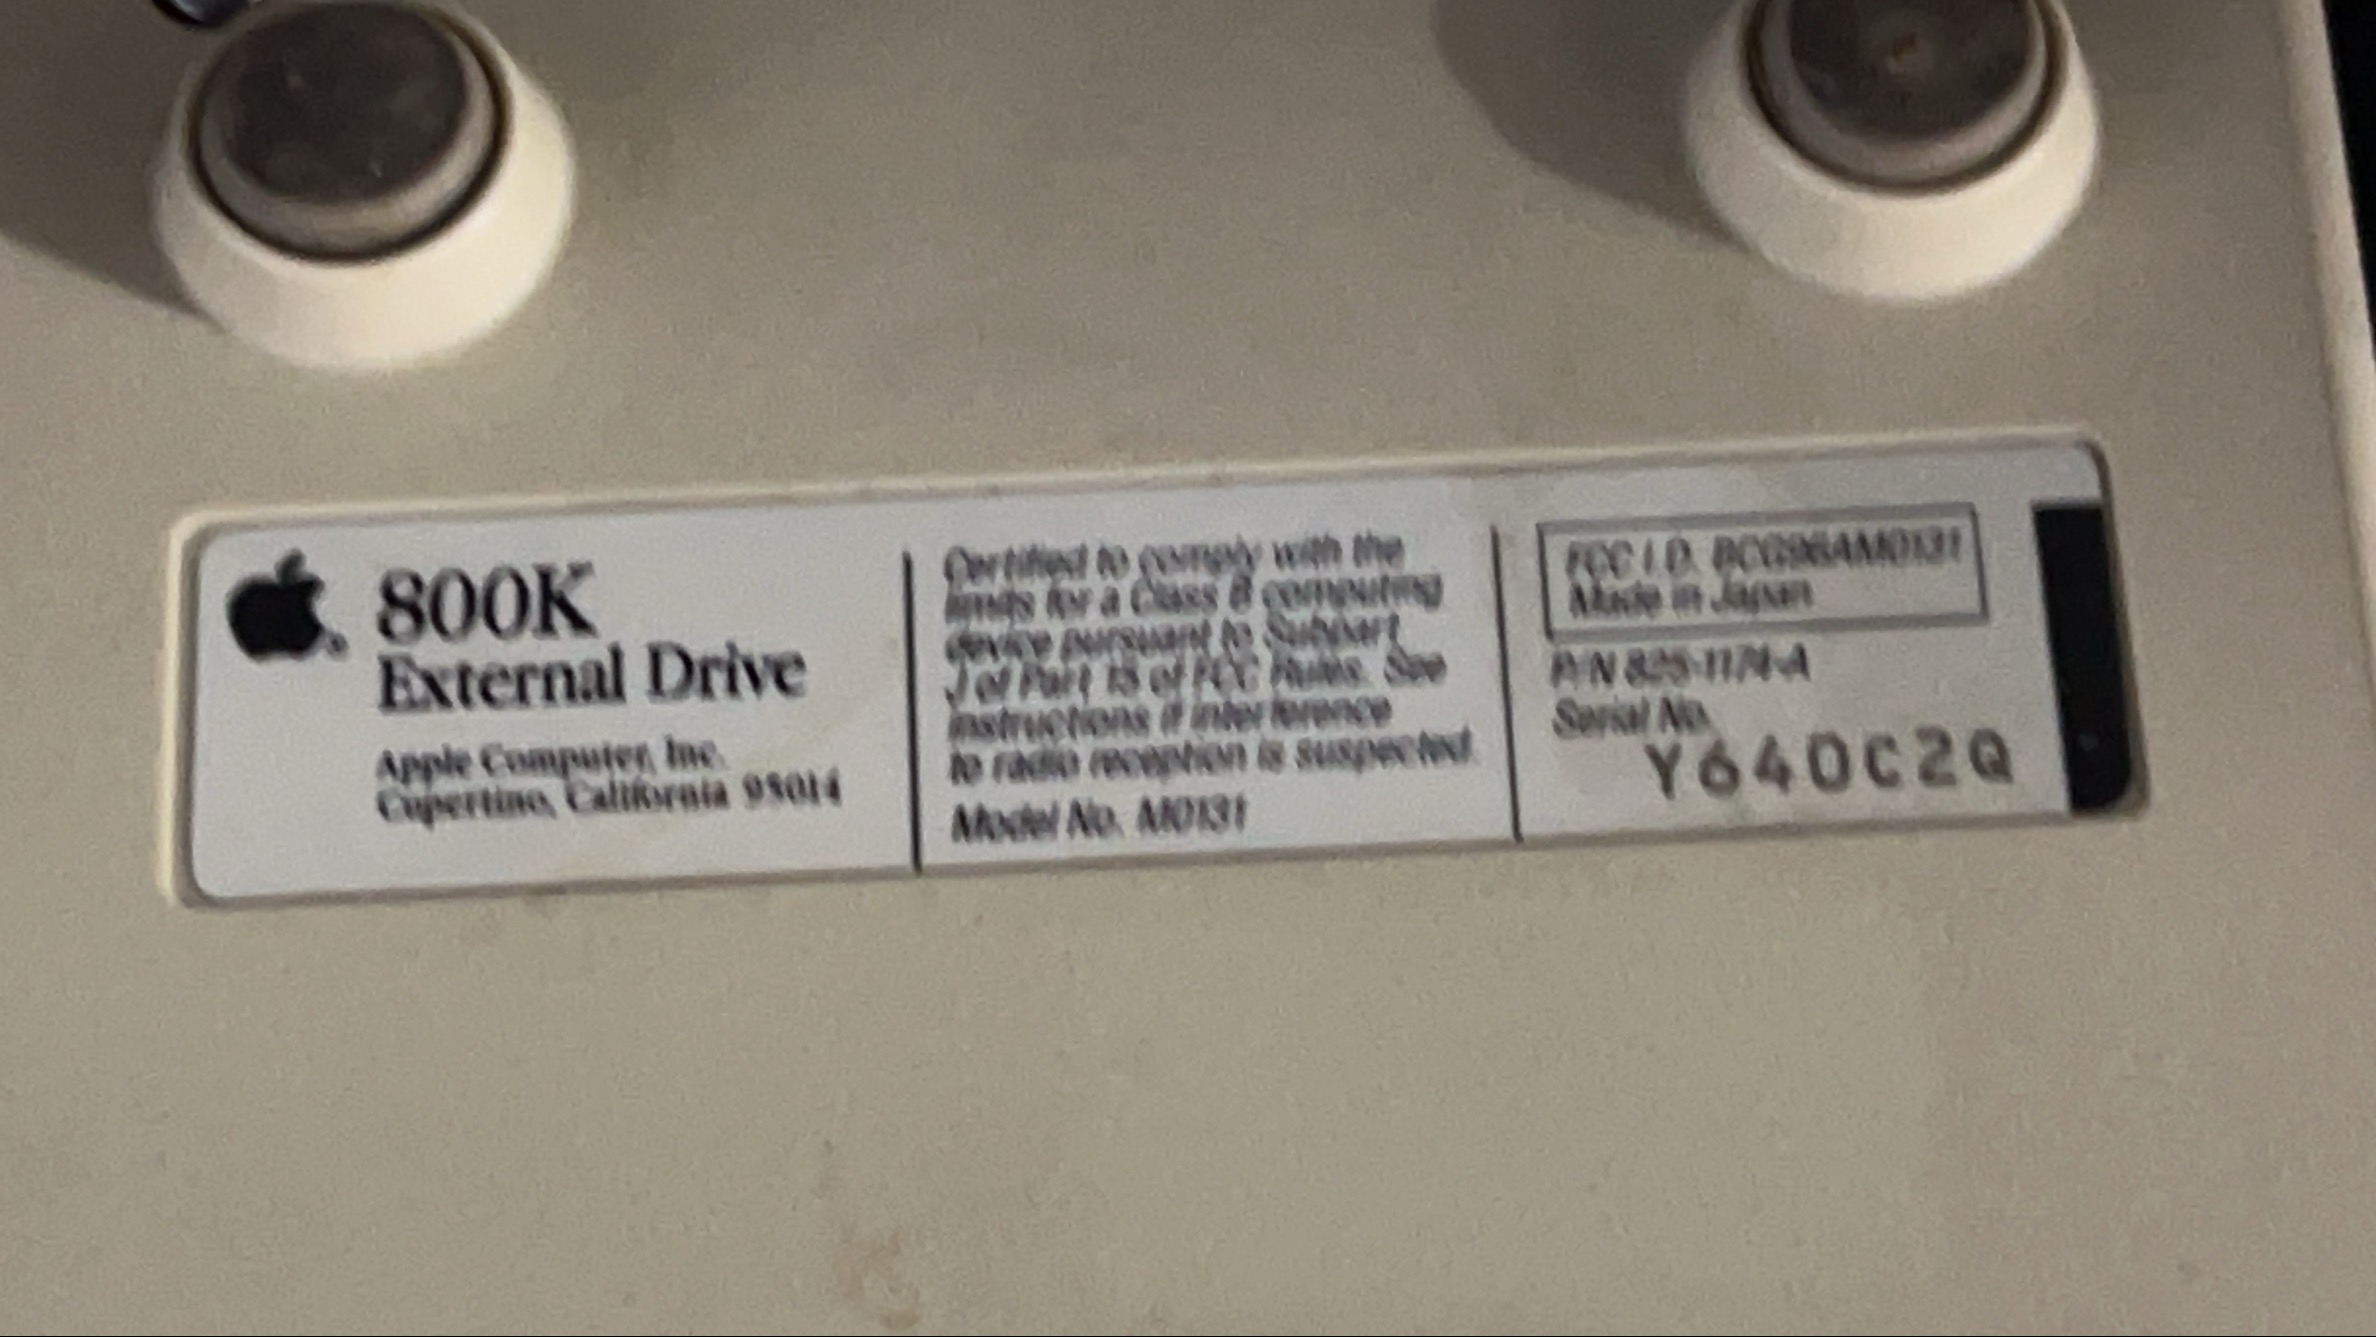 800K
External Drive
Apple Computer, Inc.
Cupertino, California 95014
Certified to comply with the
limits for a Class B computing
device pursuant to Subpart
J of Part 15 of FCC Rules. See
instructions if interference
to radio reception is suspected.
Model No. M0131
FCC I.D. BCG96AM0131
Made in Japan
P/N 825-1174-A
Serial No.
Y640C2Q